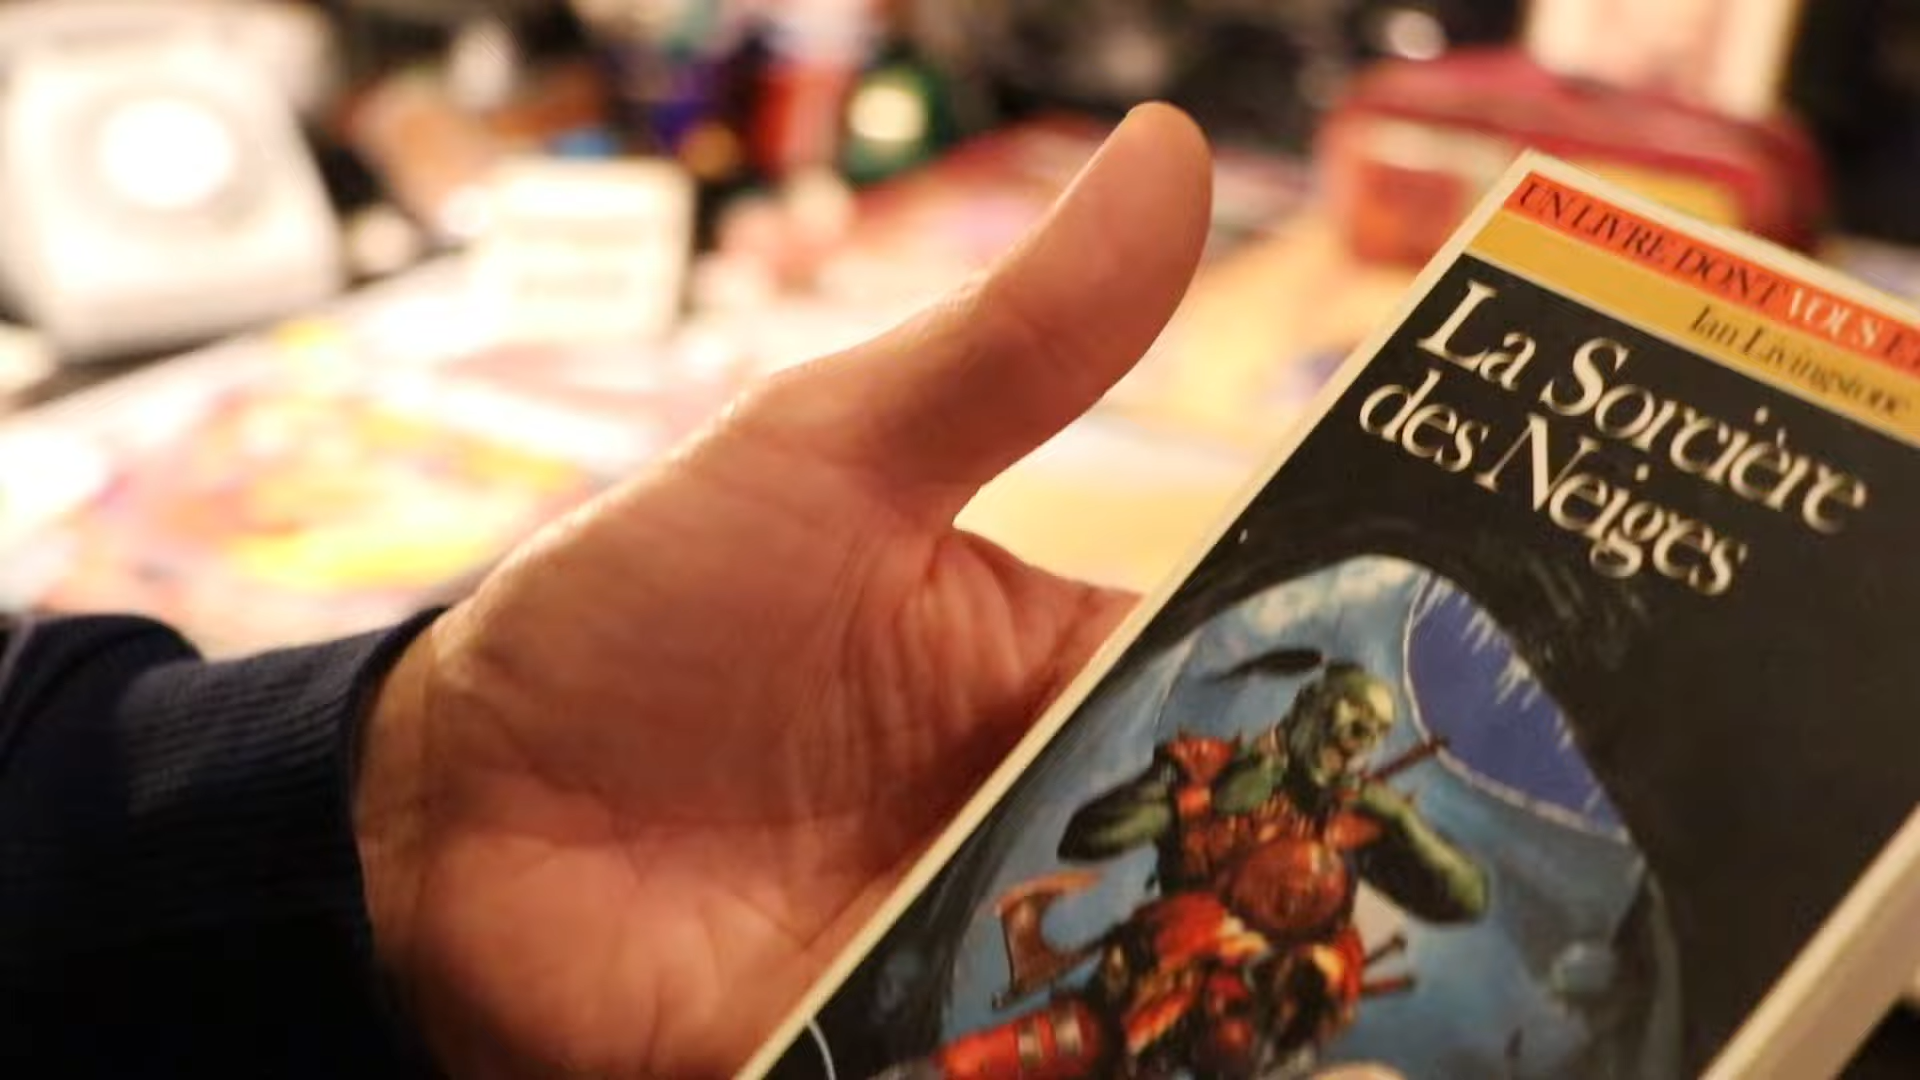 UN LIVRE DONT VOUS
Ian Livingstone
La Sorcière
des Neiges